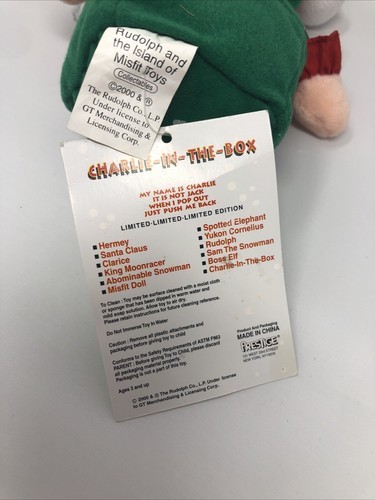 Rudolph and
the Island of
Misfit Toys
Collectables
©2000 & ®
The Rudolph Co., L.P.
Under license to
GT Merchandising &
Licensing Corp.
CHARLIE-IN-THE-BOX
MY NAME IS CHARLIE
IT IS NOT JACK
WHEN I POP OUT
JUST PUSH ME BACK
LIMITED-LIMITED-LIMITED EDITION
Hermey
Santa Claus
Clarice
King Moonracer
Abominable Snowman
Misfit Doll
Spotted Elephant
Yukon Cornelius
Rudolph
Sam The Snowman
Boss Elf
Charlie-In-The-Box
To Clean : Toy may be surface cleaned with a moist cloth
or sponge that has been dipped in warm water and
mild soap solution. Allow toy to air dry.
Please retain instructions for future cleaning reference.
Do Not Immerse Toy In Water
Caution : Remove all plastic attachments and
packaging before giving toy to child
Conforms to the Safety Requirements of ASTM F963
PARENT : Before giving toy to Child, please discard
all packaging material properly.
Packaging is not a part of this toy.
Ages 3 and up
Product and Packaging
MADE IN CHINA
PRESTIGE
NEW YORK, NY
© 2000 & ® The Rudolph Co., L.P. Under license
to GT Merchandising & Licensing Corp.